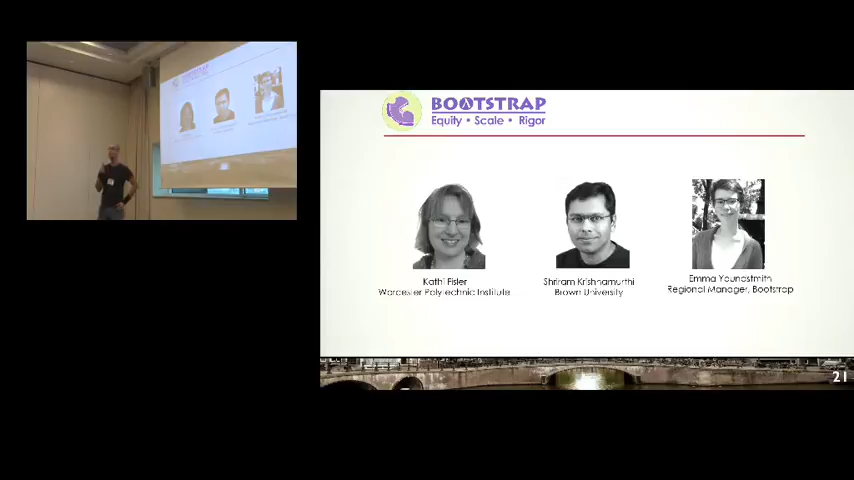 BOOTSTRAP
Equity • Scale • Rigor
Kathi Fisler
Worcester Polytechnic Institute
Shriram Krishnamurthi
Brown University
Emma Youndtsmith
Regional Manager, Bootstrap
21